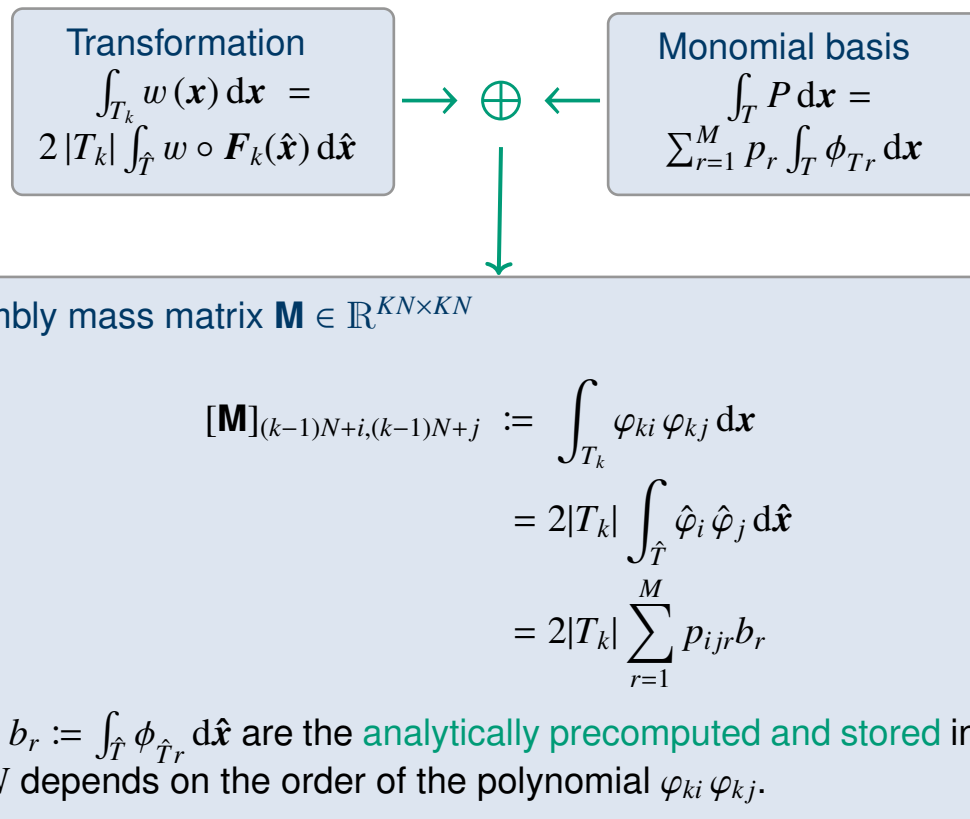 Transformation
∫_{T_k} w (x) dx =
2 |T_k| ∫_{T̂} w ∘ F_k(x̂) dx̂
⊕
Monomial basis
∫_T P dx =
∑_{r=1}^{M} p_r ∫_T ϕ_{Tr} dx
mass matrix M ∈ ℝ^{KN×KN}
[M]_{(k−1)N+i,(k−1)N+j} := ∫_{T_k} φ_{ki} φ_{kj} dx
= 2|T_k| ∫_{T̂} φ̂_i φ̂_j dx̂
= 2|T_k| ∑_{r=1}^{M} p_{ijr} b_r
b_r := ∫_{T̂} ϕ_{T̂r} dx̂ are the analytically precomputed and stored in
depends on the order of the polynomial φ_{ki} φ_{kj}.